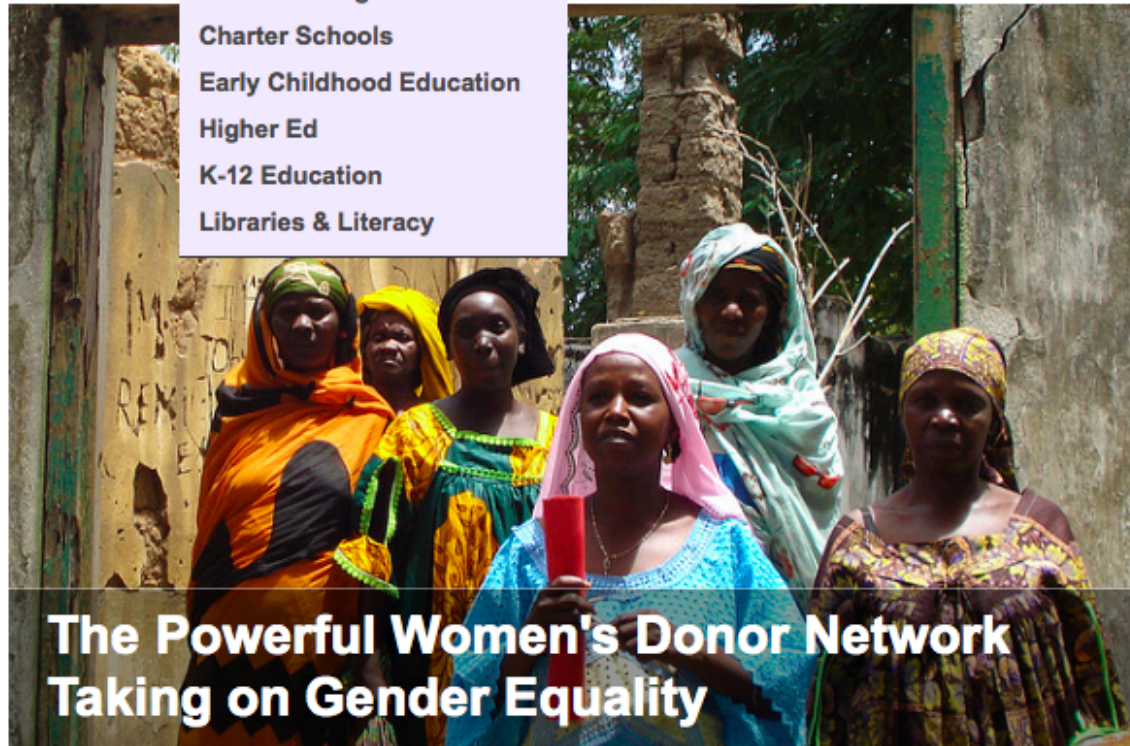 Charter Schools
Early Childhood Education
Higher Ed
K-12 Education
Libraries & Literacy
The Powerful Women's Donor Network
Taking on Gender Equality